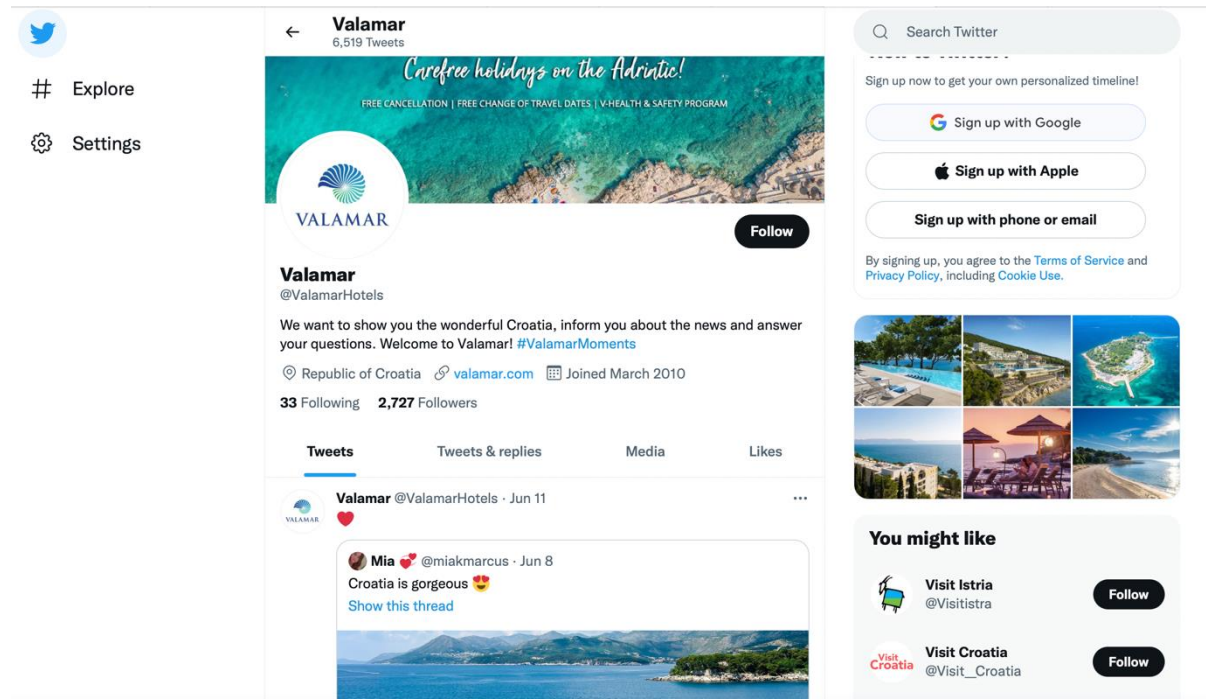 Explore
Settings
Valamar
6,519 Tweets
Carefree holidays on the Adriatic!
FREE CANCELLATION | FREE CHANGE OF TRAVEL DATES | V-HEALTH & SAFETY PROGRAM
VALAMAR
Follow
Valamar
@ValamarHotels
We want to show you the wonderful Croatia, inform you about the news and answer
your questions. Welcome to Valamar! #ValamarMoments
Republic of Croatia valamar.com Joined March 2010
33 Following 2,727 Followers
Tweets Tweets & replies Media Likes
VALAMAR
Valamar @ValamarHotels · Jun 11
Mia @miakmarcus · Jun 8
Croatia is gorgeous
Show this thread
Search Twitter
Sign up now to get your own personalized timeline!
Sign up with Google
Sign up with Apple
Sign up with phone or email
By signing up, you agree to the Terms of Service and
Privacy Policy, including Cookie Use.
You might like
Visit Istria
@Visitistra
Follow
Visit
Croatia
Visit Croatia
@Visit_Croatia
Follow